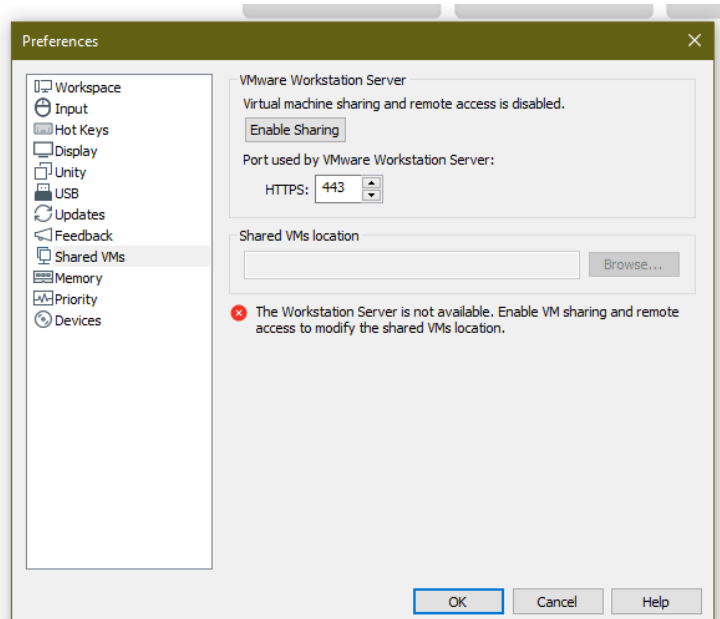 Preferences
Workspace
Input
Hot Keys
Display
Unity
USB
Updates
Feedback
Shared VMs
Memory
Priority
Devices
VMware Workstation Server
Virtual machine sharing and remote access is disabled.
Enable Sharing
Port used by VMware Workstation Server:
HTTPS: 443
Shared VMs location
Browse...
The Workstation Server is not available. Enable VM sharing and remote
access to modify the shared VMs location.
OK Cancel Help